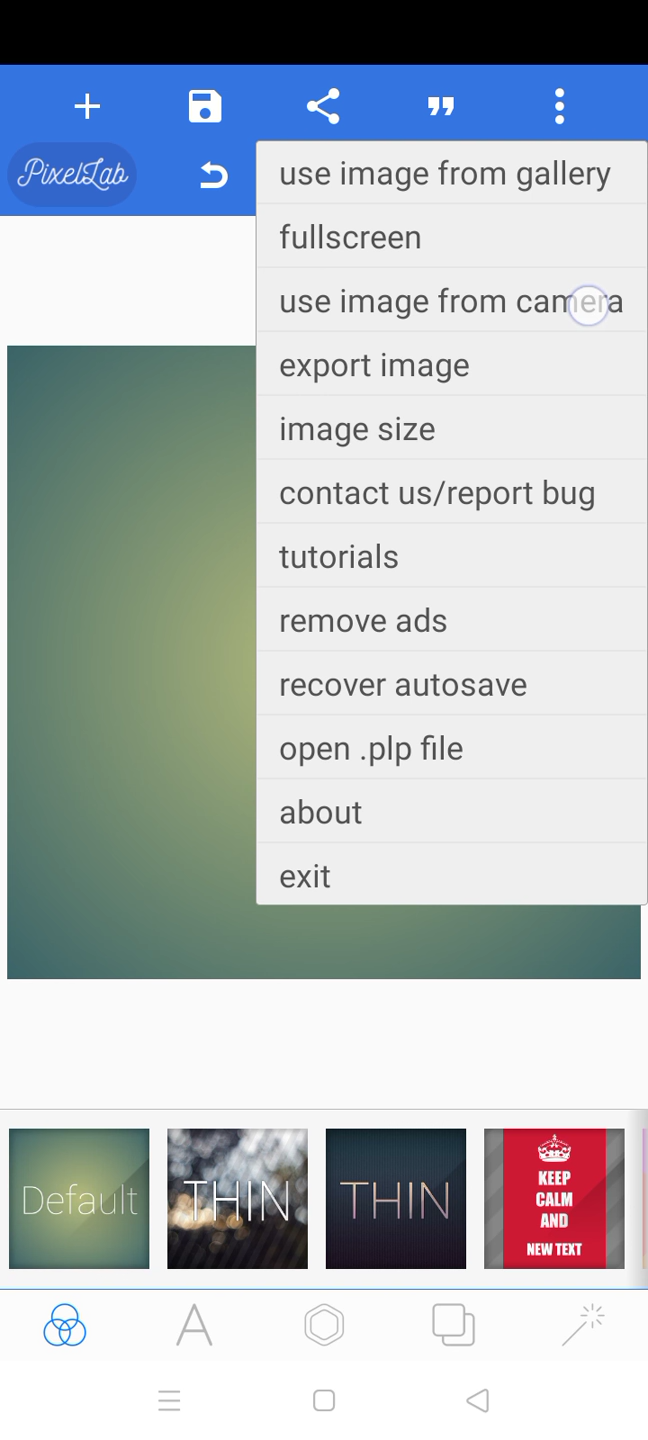 PixelLab
use image from gallery
fullscreen
use image from camera
export image
image size
contact us/report bug
tutorials
remove ads
recover autosave
open .plp file
about
exit
Default
THIN
THIN
KEEP
CALM
AND
NEW TEXT